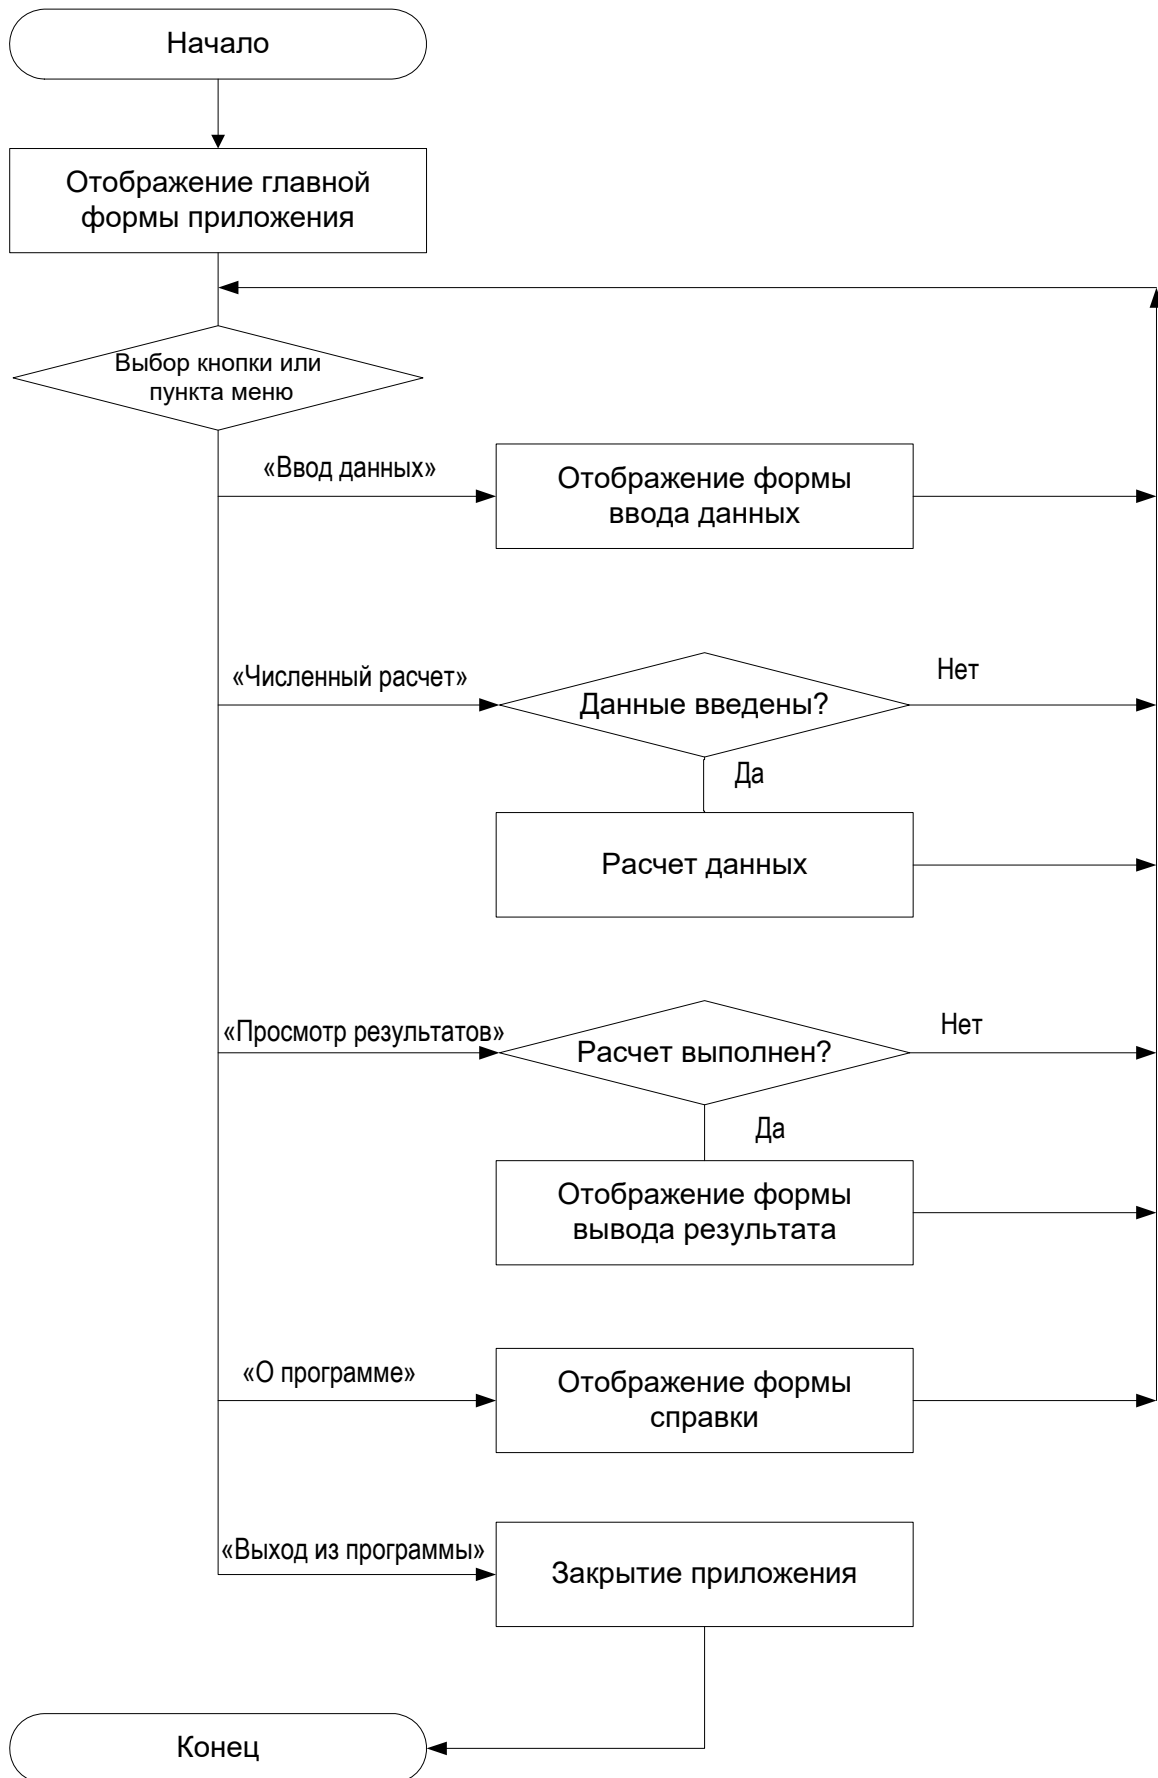 Начало
Отображение главной
формы приложения
Выбор кнопки или
пункта меню
«Ввод данных»
Отображение формы
ввода данных
«Численный расчет»
Данные введены?
Нет
Да
Расчет данных
«Просмотр результатов»
Расчет выполнен?
Нет
Да
Отображение формы
вывода результата
«О программе»
Отображение формы
справки
«Выход из программы»
Закрытие приложения
Конец